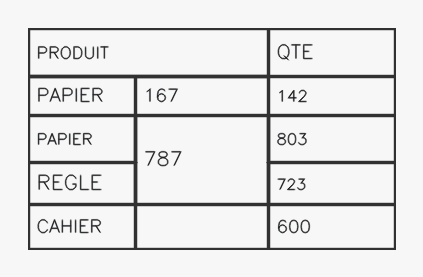 PRODUIT QTE
PAPIER 167 142
PAPIER 787 803
REGLE 723
CAHIER 600